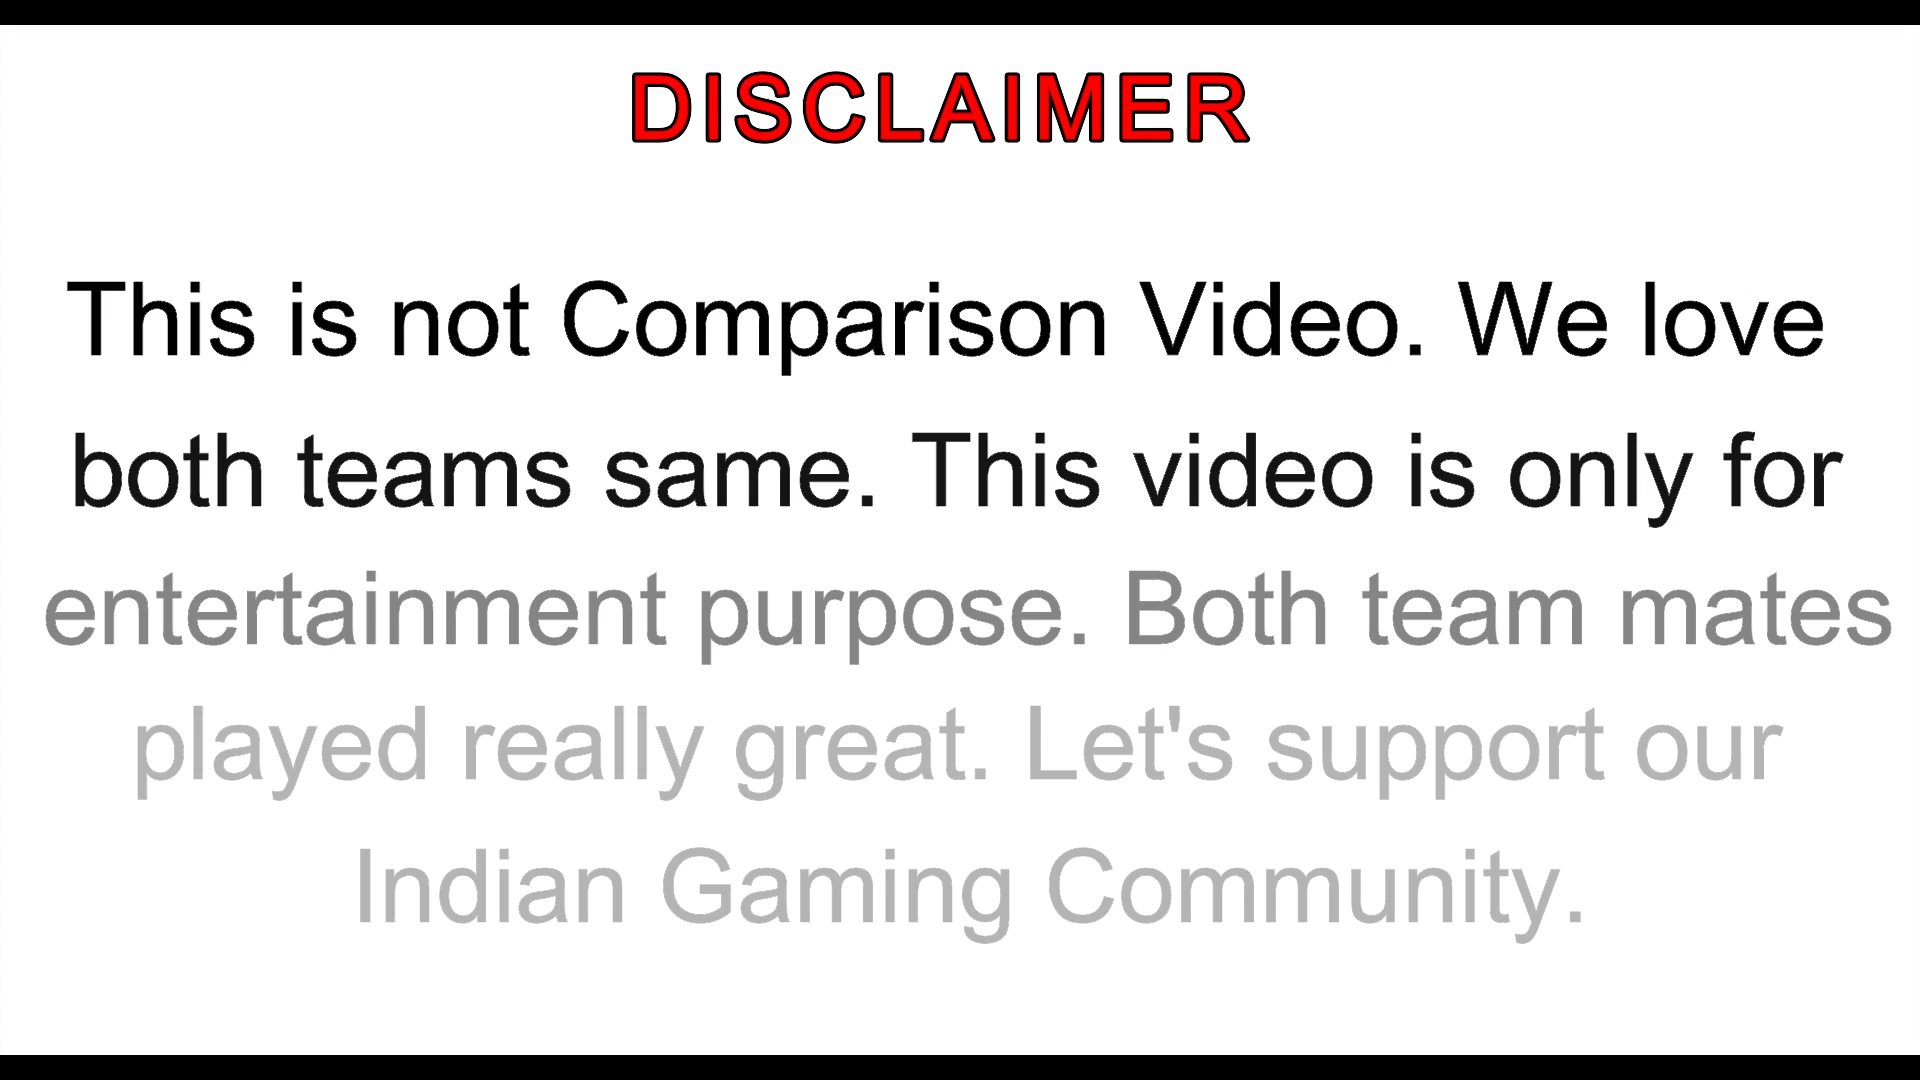 DISCLAIMER
This is not Comparison Video. We love
both teams same. This video is only for
entertainment purpose. Both team mates
played really great. Let's support our
Indian Gaming Community.